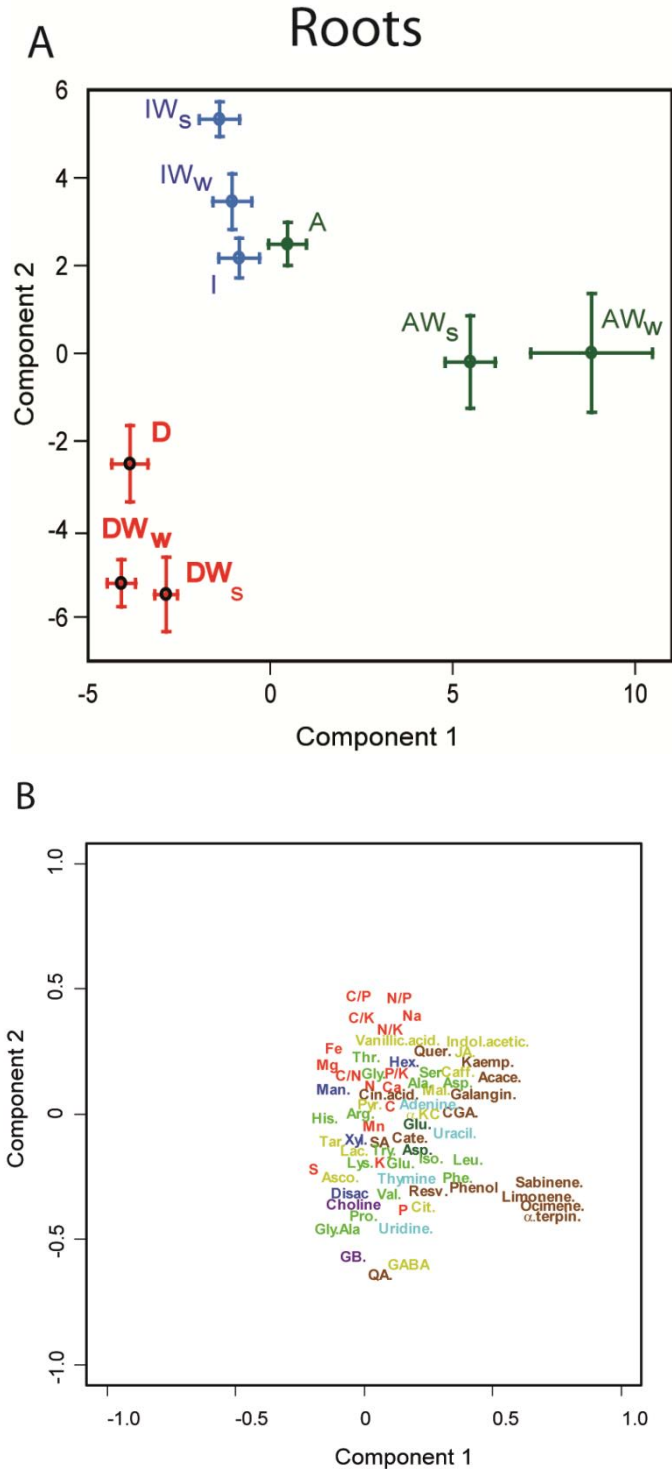 Roots
A
6
IWs
IWw
4
A
2
I
AWs
AWw
0
Component 2
-2
D
-4
DWw
DWs
-6
-5
0
5
10
Component 1
B
1.0
0.5
C/P
N/P
C/K
Na
N/K
Vanillic.acid.
Indol.acetic.
Fe
Quer.
JA.
Thr.
Hex.
Kaemp.
Mg
Gly.
P/K
Ser
Caff.
C/N
Acace.
Man.
N
Ca
Ala.
Asp.
Cin.acid.
Mal.
Galangin.
Pyr.
C
Adenine
0
His.
Arg.
αKC
CGA.
Mn
Glu.
Uracil.
Tar.
Xyl.
SA
Cate.
Lac.
Try.
Asp.
Iso.
Lys.
K
Glu.
Leu.
S
Asco.
Thymine
Phe.
Sabinene.
Disac
Val.
Resv.
Phenol
Limonene.
Choline
P
Cit.
Ocimene.
Pro.
α.terpin.
Gly.Ala
Uridine.
-0.5
GB.
GABA
QA.
-1.0
Component 2
-1.0
-0.5
0
0.5
1.0
Component 1